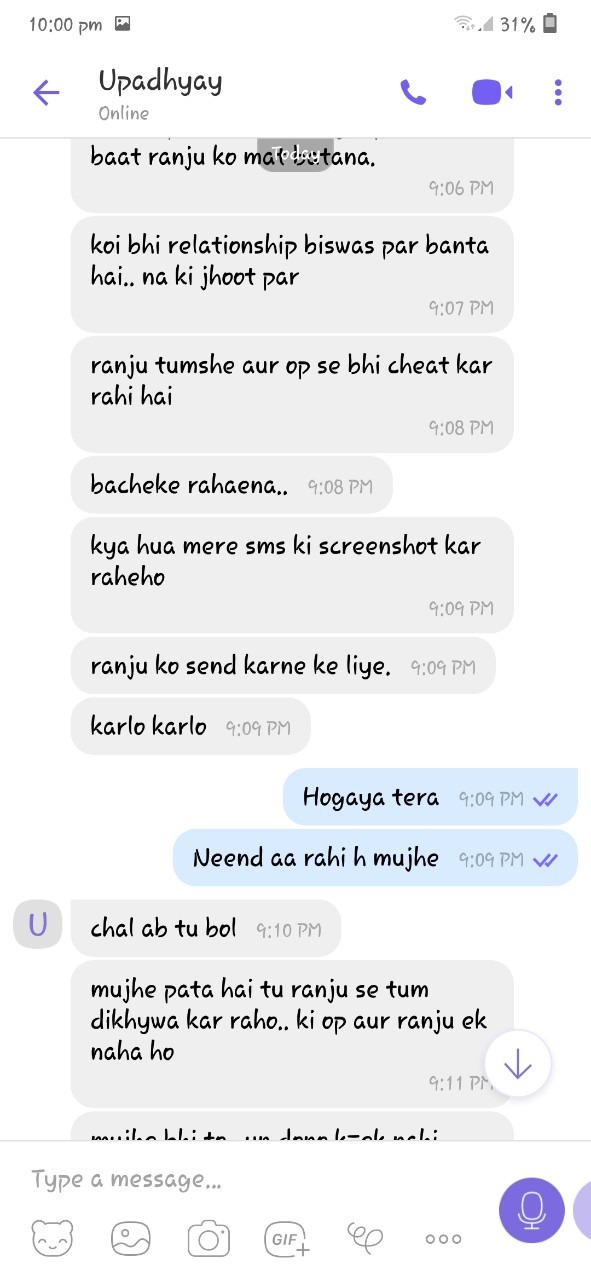 10:00 pm 31%
Upadhyay
Online
Today
baat ranju ko mat batana.
9:06 PM
koi bhi relationship biswas par banta
hai.. na ki jhoot par
9:07 PM
ranju tumshe aur op se bhi cheat kar
rahi hai
9:08 PM
bacheke rahaena.. 9:08 PM
kya hua mere sms ki screenshot kar
raheho
9:09 PM
ranju ko send karne ke liye. 9:09 PM
karlo karlo 9:09 PM
Hogaya tera 9:09 PM
Neend aa rahi h mujhe 9:09 PM
U
chal ab tu bol 9:10 PM
mujhe pata hai tu ranju se tum
dikhywa kar raho.. ki op aur ranju ek
naha ho
9:11 PM
mujhe bhi to
Type a message...
GIF